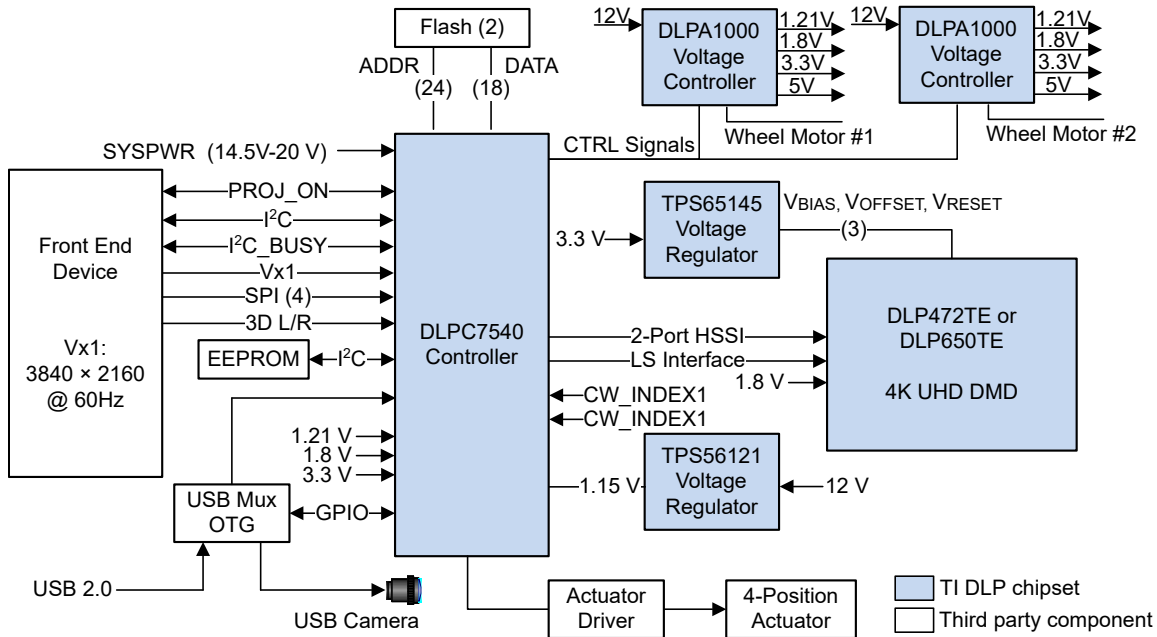 Flash (2)
ADDR
DATA
(24)
(18)
12V
DLPA1000
Voltage
Controller
1.21V
1.8V
3.3V
5V
Wheel Motor #1
12V
DLPA1000
Voltage
Controller
1.21V
1.8V
3.3V
5V
Wheel Motor #2
CTRL Signals
SYSPWR (14.5V-20 V)
Front End
Device
Vx1:
3840 × 2160
@ 60Hz
PROJ_ON
I²C
I²C_BUSY
Vx1
SPI (4)
3D L/R
EEPROM
I²C
DLPC7540
Controller
TPS65145
Voltage
Regulator
3.3 V
VBIAS, VOFFSET, VRESET
(3)
2-Port HSSI
LS Interface
1.8 V
DLP472TE or
DLP650TE
4K UHD DMD
CW_INDEX1
CW_INDEX1
1.21 V
1.8 V
3.3 V
TPS56121
Voltage
Regulator
1.15 V
12 V
USB Mux
OTG
GPIO
USB 2.0
USB Camera
Actuator
Driver
4-Position
Actuator
TI DLP chipset
Third party component